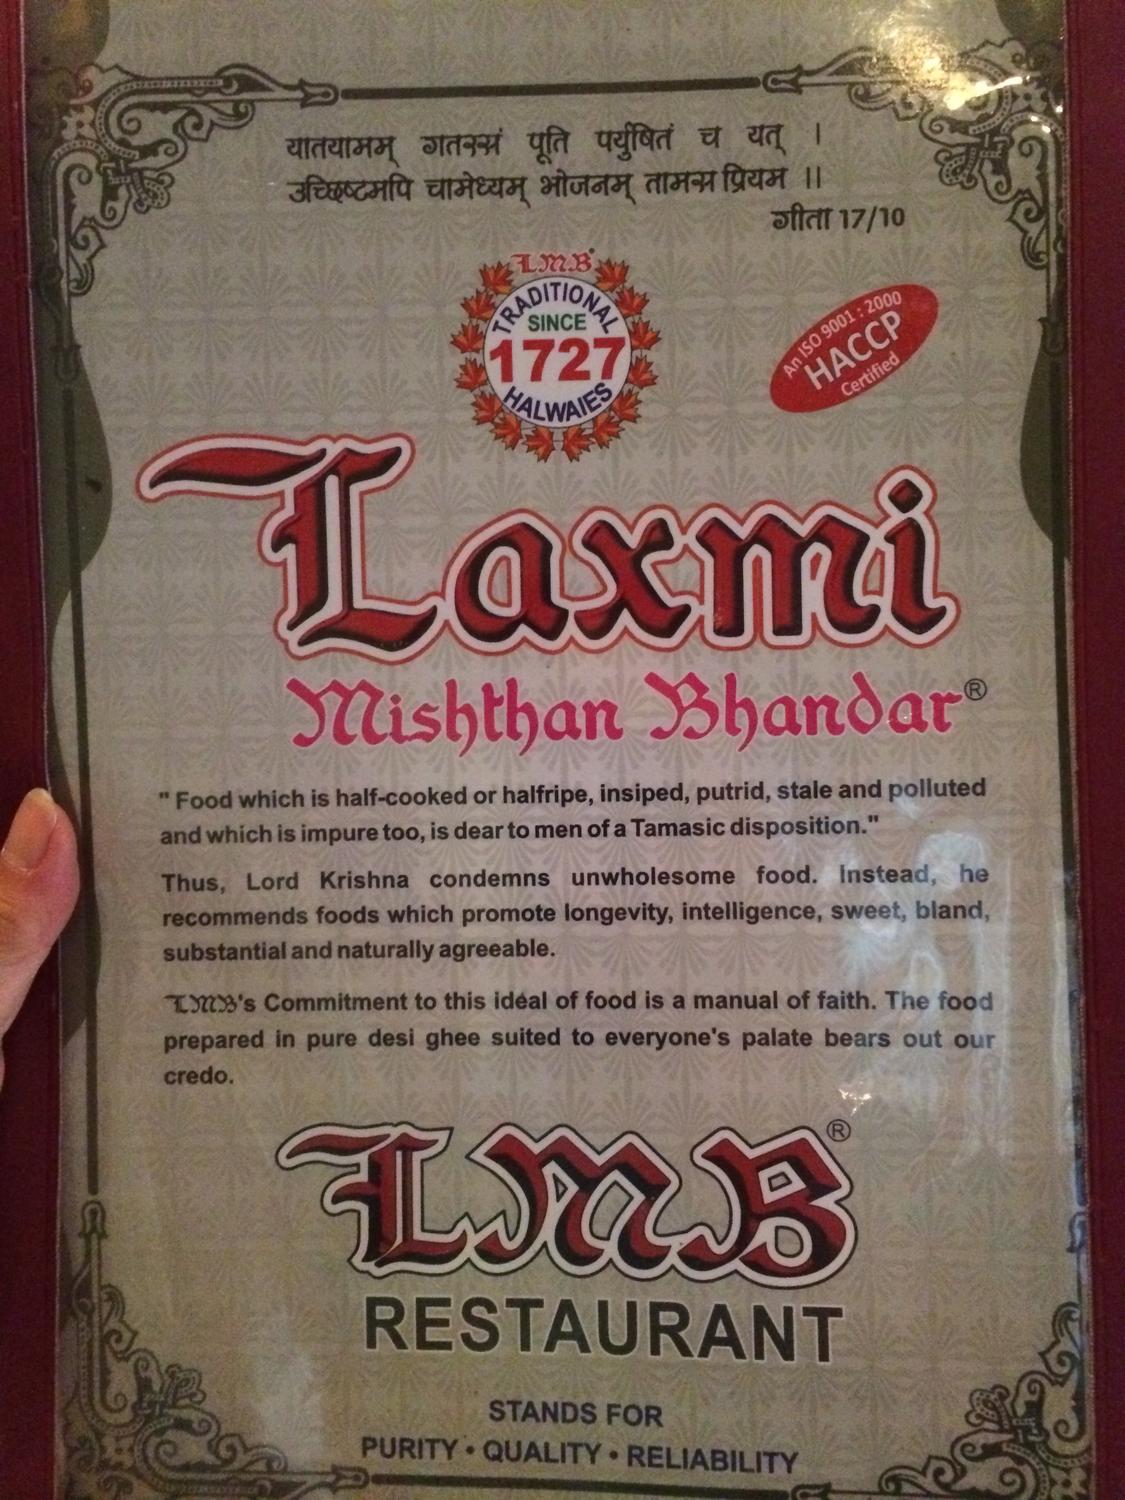 यातयामम् गतरसं पूति पर्युषितं च यत् ।
उच्छिष्टमपि चामेध्यम् भोजनम् तामस प्रियम ॥
गीता 17/10
LMB®
TRADITIONAL
SINCE
1727
HALWAIES
An ISO 9001 : 2000
HACCP
Certified
Laxmi
Mishthan Bhandar®
" Food which is half-cooked or halfripe, insiped, putrid, stale and polluted
and which is impure too, is dear to men of a Tamasic disposition."
Thus, Lord Krishna condemns unwholesome food. Instead, he
recommends foods which promote longevity, intelligence, sweet, bland,
substantial and naturally agreeable.
LMB's Commitment to this ideal of food is a manual of faith. The food
prepared in pure desi ghee suited to everyone's palate bears out our
credo.
LMB®
RESTAURANT
STANDS FOR
PURITY • QUALITY • RELIABILITY